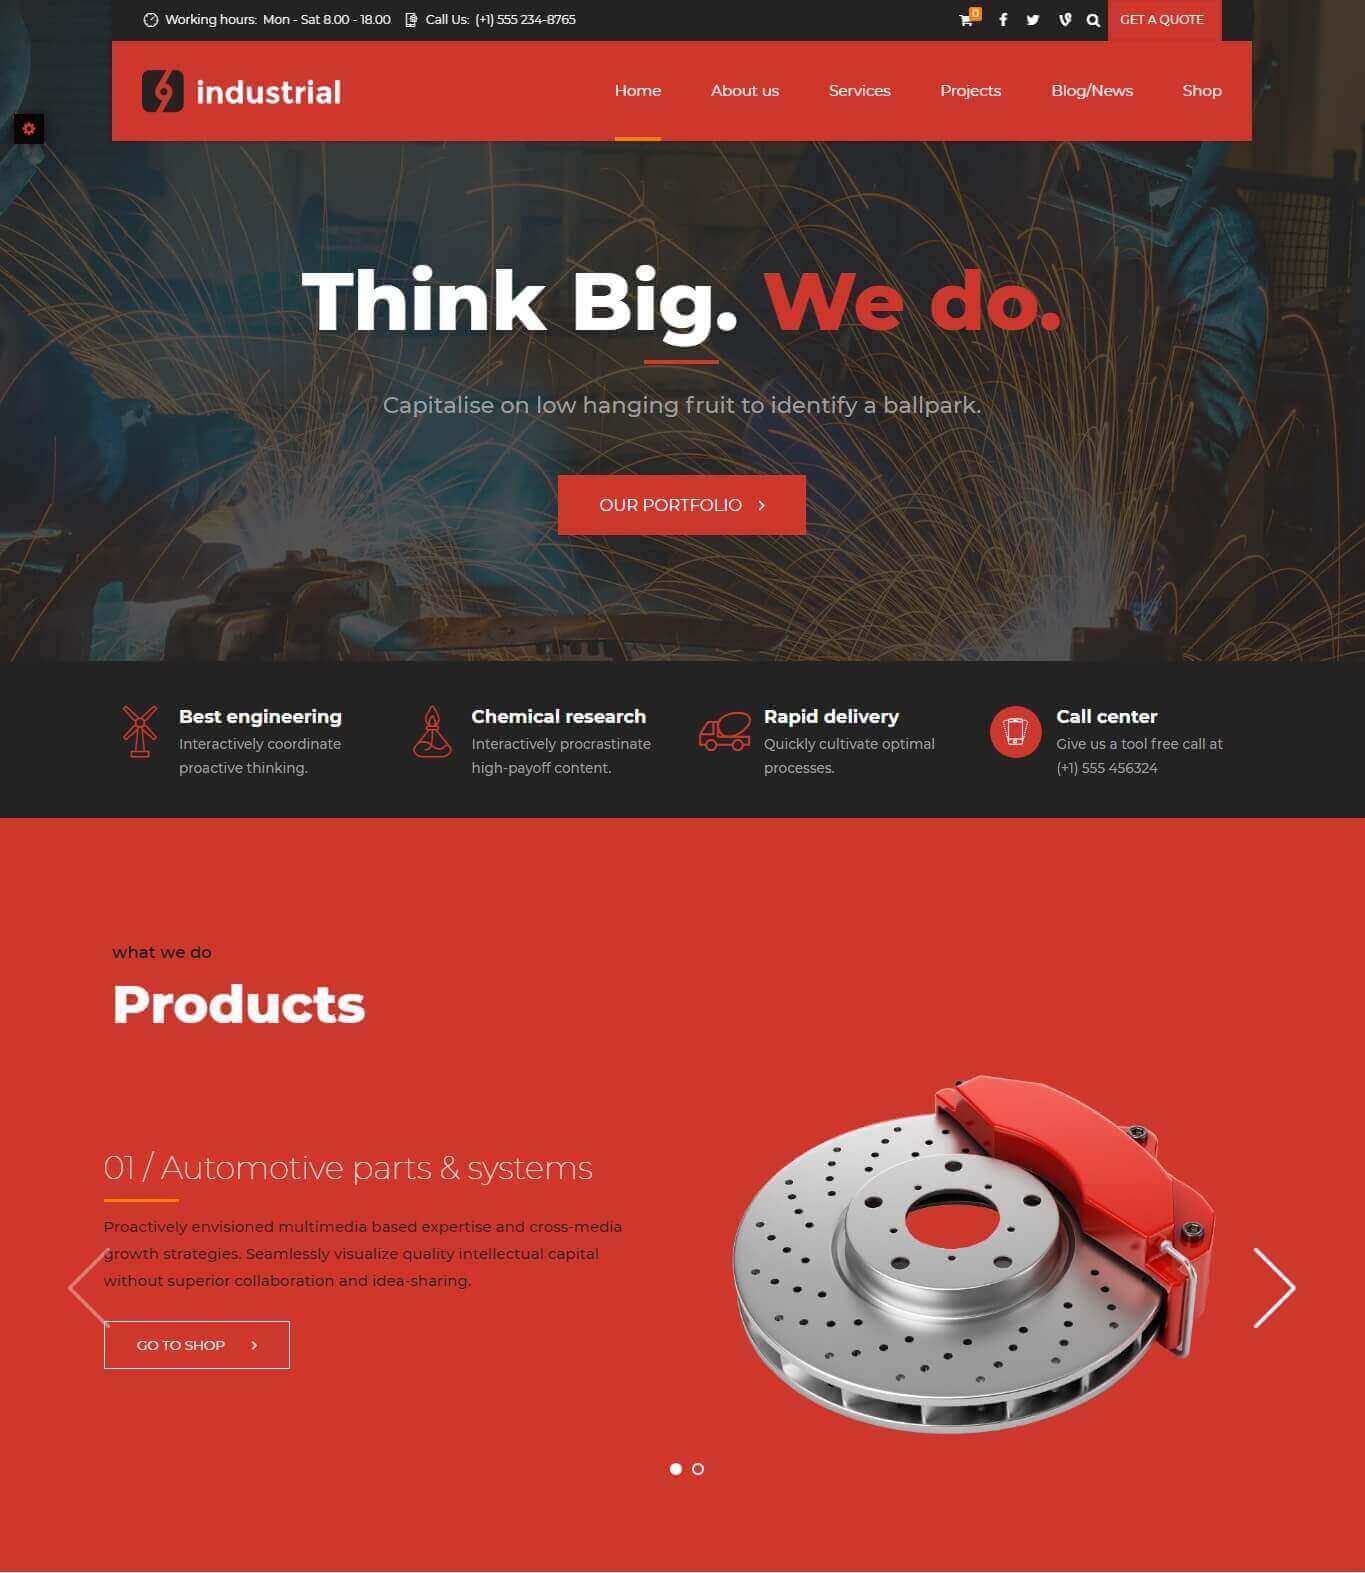 Working hours: Mon - Sat 8.00 - 18.00 Call Us: (+1) 555 234-8765 0 GET A QUOTE
industrial Home About us Services Projects Blog/News Shop
Think Big. We do.
Capitalise on low hanging fruit to identify a ballpark.
OUR PORTFOLIO
Best engineering
Interactively coordinate
proactive thinking.
Chemical research
Interactively procrastinate
high-payoff content.
Rapid delivery
Quickly cultivate optimal
processes.
Call center
Give us a tool free call at
(+1) 555 456324
what we do
Products
01 / Automotive parts & systems
Proactively envisioned multimedia based expertise and cross-media
growth strategies. Seamlessly visualize quality intellectual capital
without superior collaboration and idea-sharing.
GO TO SHOP